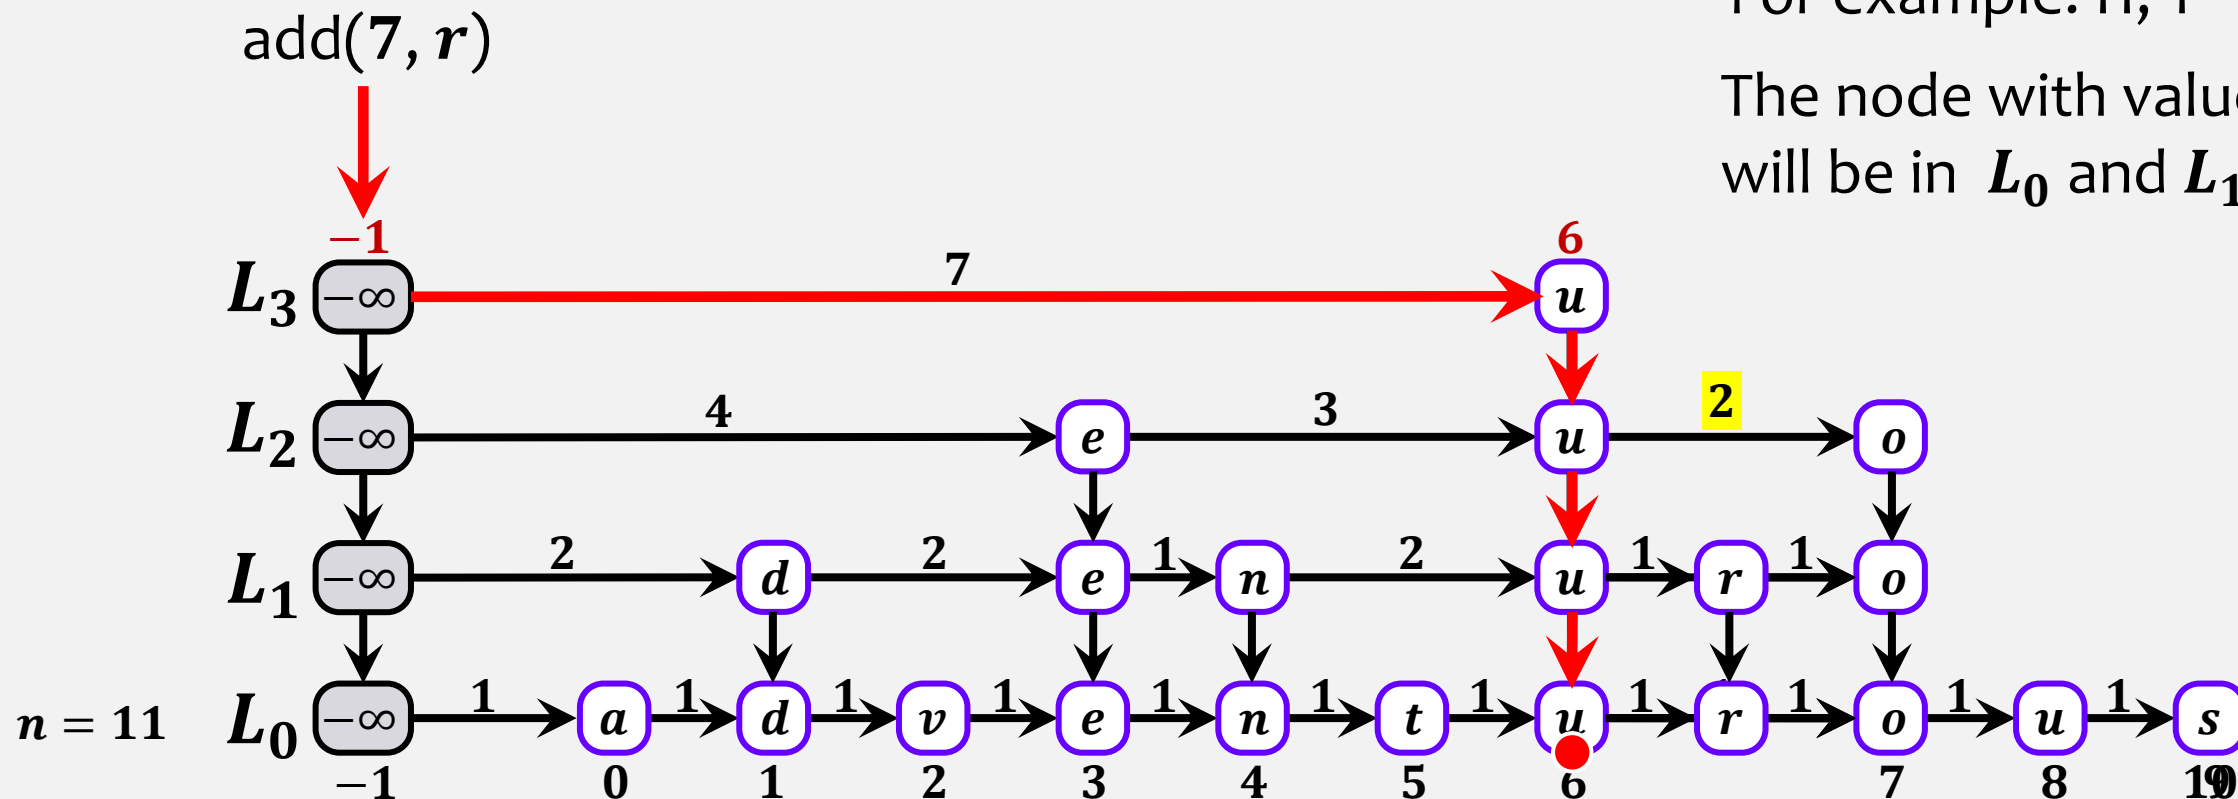 For example: H, T
add(7, r)
The node with value
will be in L₀ and L₁
−1 6
L₃ −∞ 7 u
L₂ −∞ 4 e 3 u 2 o
L₁ −∞ 2 d 2 e 1 n 2 u 1 r 1 o
n = 11 L₀ −∞ 1 a 1 d 1 v 1 e 1 n 1 t 1 u 1 r 1 o 1 u 1 s
−1 0 1 2 3 4 5 6 7 8